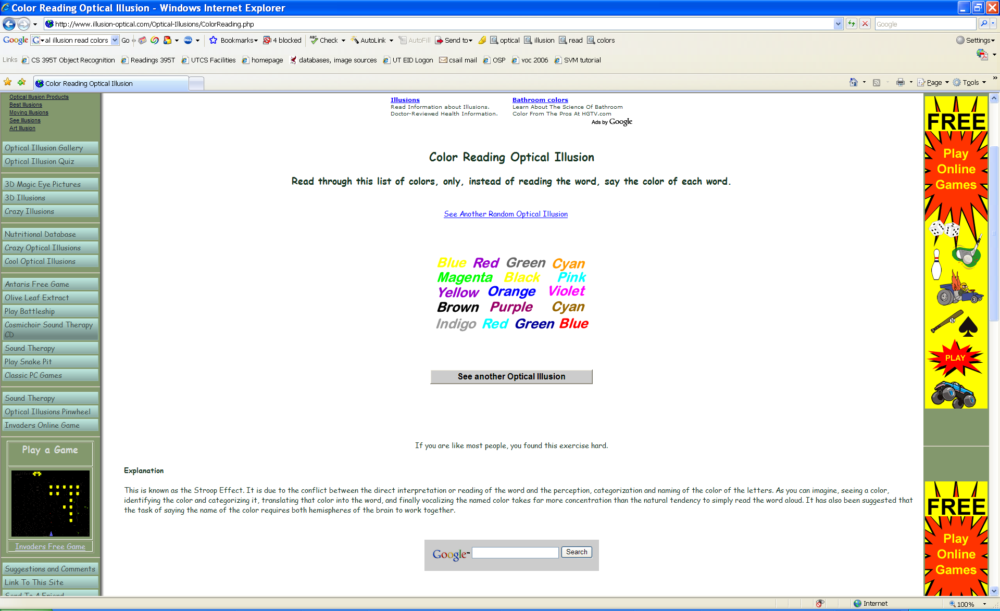 Color Reading Optical Illusion - Windows Internet Explorer
http://www.illusion-optical.com/Optical-Illusions/ColorReading.php
Google
Google al illusion read colors Go Bookmarks 4 blocked Check AutoLink AutoFill Send to optical illusion read colors Settings
Links CS 395T Object Recognition Readings 395T UTCS Facilities homepage databases, image sources UT EID Logon csail mail OSP voc 2006 SVM tutorial
Color Reading Optical Illusion
Page Tools
Optical Illusion Products
Best Illusions
Moving Illusions
See Illusions
Art Illusion
Optical Illusion Gallery
Optical Illusion Quiz
3D Magic Eye Pictures
3D Illusions
Crazy Illusions
Nutritional Database
Crazy Optical Illusions
Cool Optical Illusions
Antaris Free Game
Olive Leaf Extract
Play Battleship
Cosmichoir Sound Therapy
CD
Sound Therapy
Play Snake Pit
Classic PC Games
Sound Therapy
Optical Illusions Pinwheel
Invaders Online Game
Play a Game
Invaders Free Game
Suggestions and Comments
Link To This Site
Send To A Friend
Illusions
Read Information about Illusions.
Doctor-Reviewed Health Information.
Bathroom colors
Learn About The Science Of Bathroom
Color From The Pros At HGTV.com
Ads by Google
Color Reading Optical Illusion
Read through this list of colors, only, instead of reading the word, say the color of each word.
See Another Random Optical Illusion
Blue Red Green Cyan
Magenta Black Pink
Yellow Orange Violet
Brown Purple Cyan
Indigo Red Green Blue
See another Optical Illusion
If you are like most people, you found this exercise hard.
Explanation
This is known as the Stroop Effect. It is due to the conflict between the direct interpretation or reading of the word and the perception, categorization and naming of the color of the letters. As you can imagine, seeing a color,
identifying the color and categorizing it, translating that color into the word, and finally vocalizing the named color takes far more concentration than the natural tendency to simply read the word aloud. It has also been suggested that
the task of saying the name of the color requires both hemispheres of the brain to work together.
Google™ Search
FREE
Play
Online
Games
PLAY
FREE
Play
Online
Games
Internet
100%